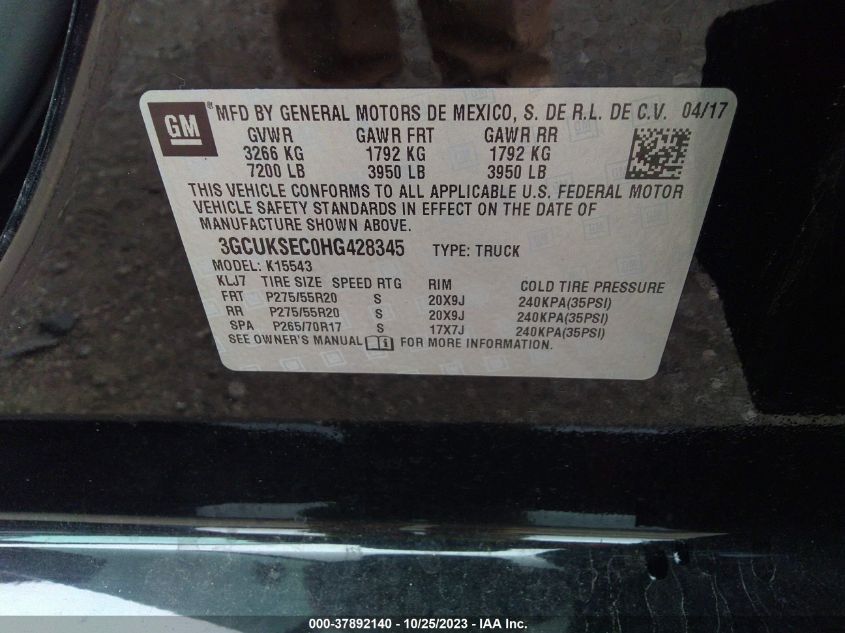 GM ® MFD BY GENERAL MOTORS DE MEXICO, S. DE R.L. DE C.V. 04/17
GVWR GAWR FRT GAWR RR
3266 KG 1792 KG 1792 KG
7200 LB 3950 LB 3950 LB
THIS VEHICLE CONFORMS TO ALL APPLICABLE U.S. FEDERAL MOTOR
VEHICLE SAFETY STANDARDS IN EFFECT ON THE DATE OF
MANUFACTURE SHOWN ABOVE.
3GCUKSEC0HG428345 TYPE: TRUCK
MODEL: K15543
KLJ7 TIRE SIZE SPEED RTG RIM COLD TIRE PRESSURE
FRT P275/55R20 S 20X9J 240KPA(35PSI)
RR P275/55R20 S 20X9J 240KPA(35PSI)
SPA P265/70R17 S 17X7J 240KPA(35PSI)
SEE OWNER'S MANUAL FOR MORE INFORMATION.
000-37892140 - 10/25/2023 - IAA Inc.